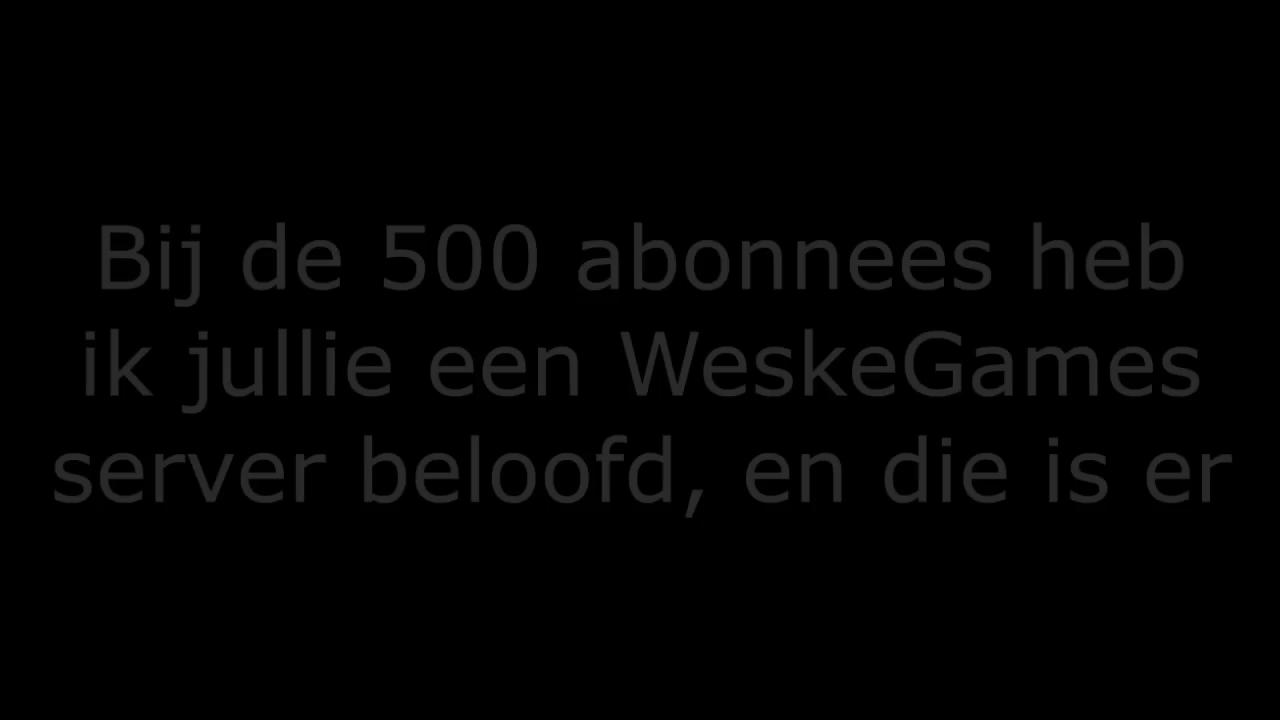 Bij de 500 abonnees heb
ik jullie een WeskeGames
server beloofd, en die is er